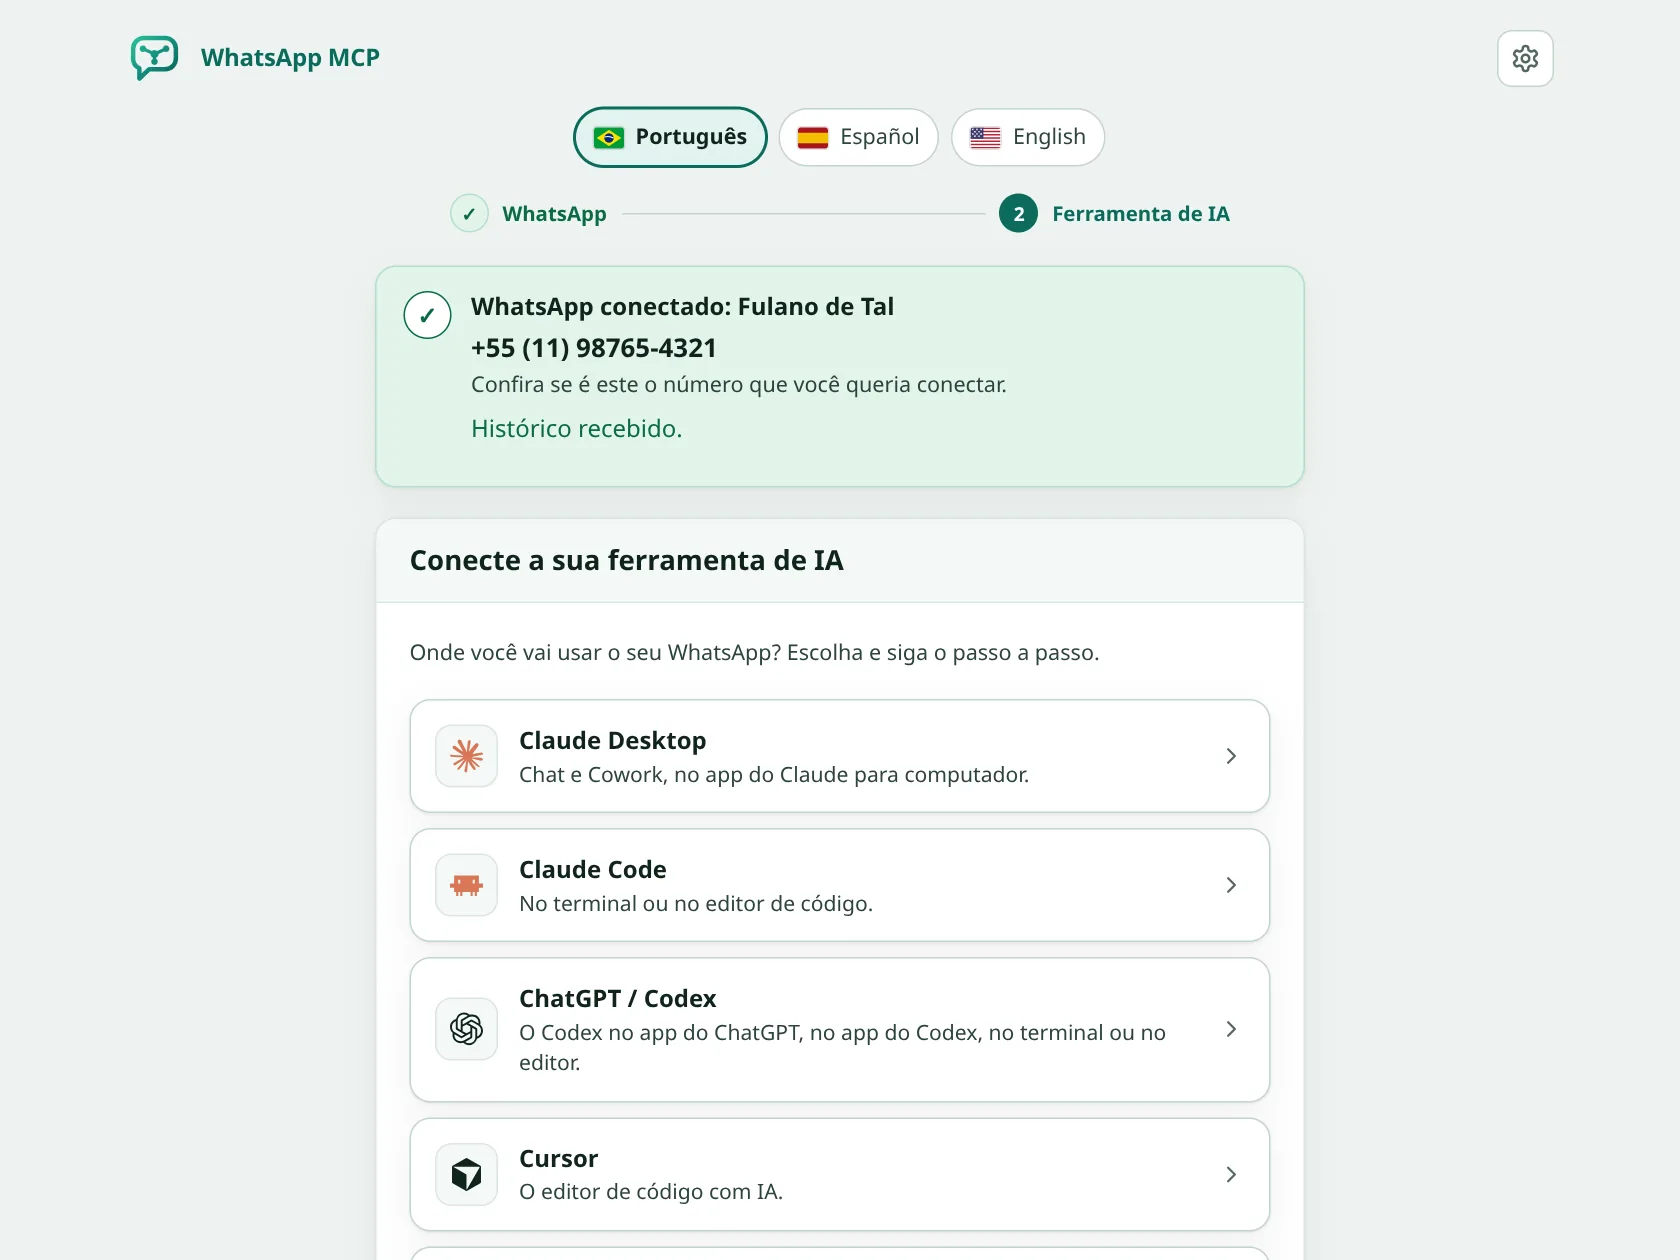 WhatsApp MCP
Português
Español
English
✓ WhatsApp
2 Ferramenta de IA
✓
WhatsApp conectado: Fulano de Tal
+55 (11) 98765-4321
Confira se é este o número que você queria conectar.
Histórico recebido.
Conecte a sua ferramenta de IA
Onde você vai usar o seu WhatsApp? Escolha e siga o passo a passo.
Claude Desktop
Chat e Cowork, no app do Claude para computador.
Claude Code
No terminal ou no editor de código.
ChatGPT / Codex
O Codex no app do ChatGPT, no app do Codex, no terminal ou no
editor.
Cursor
O editor de código com IA.